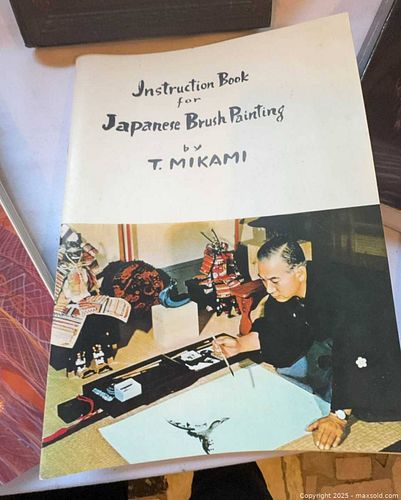 Instruction Book
for
Japanese Brush Painting
by
T. MIKAMI
Copyright © 2025 - maxsold.com